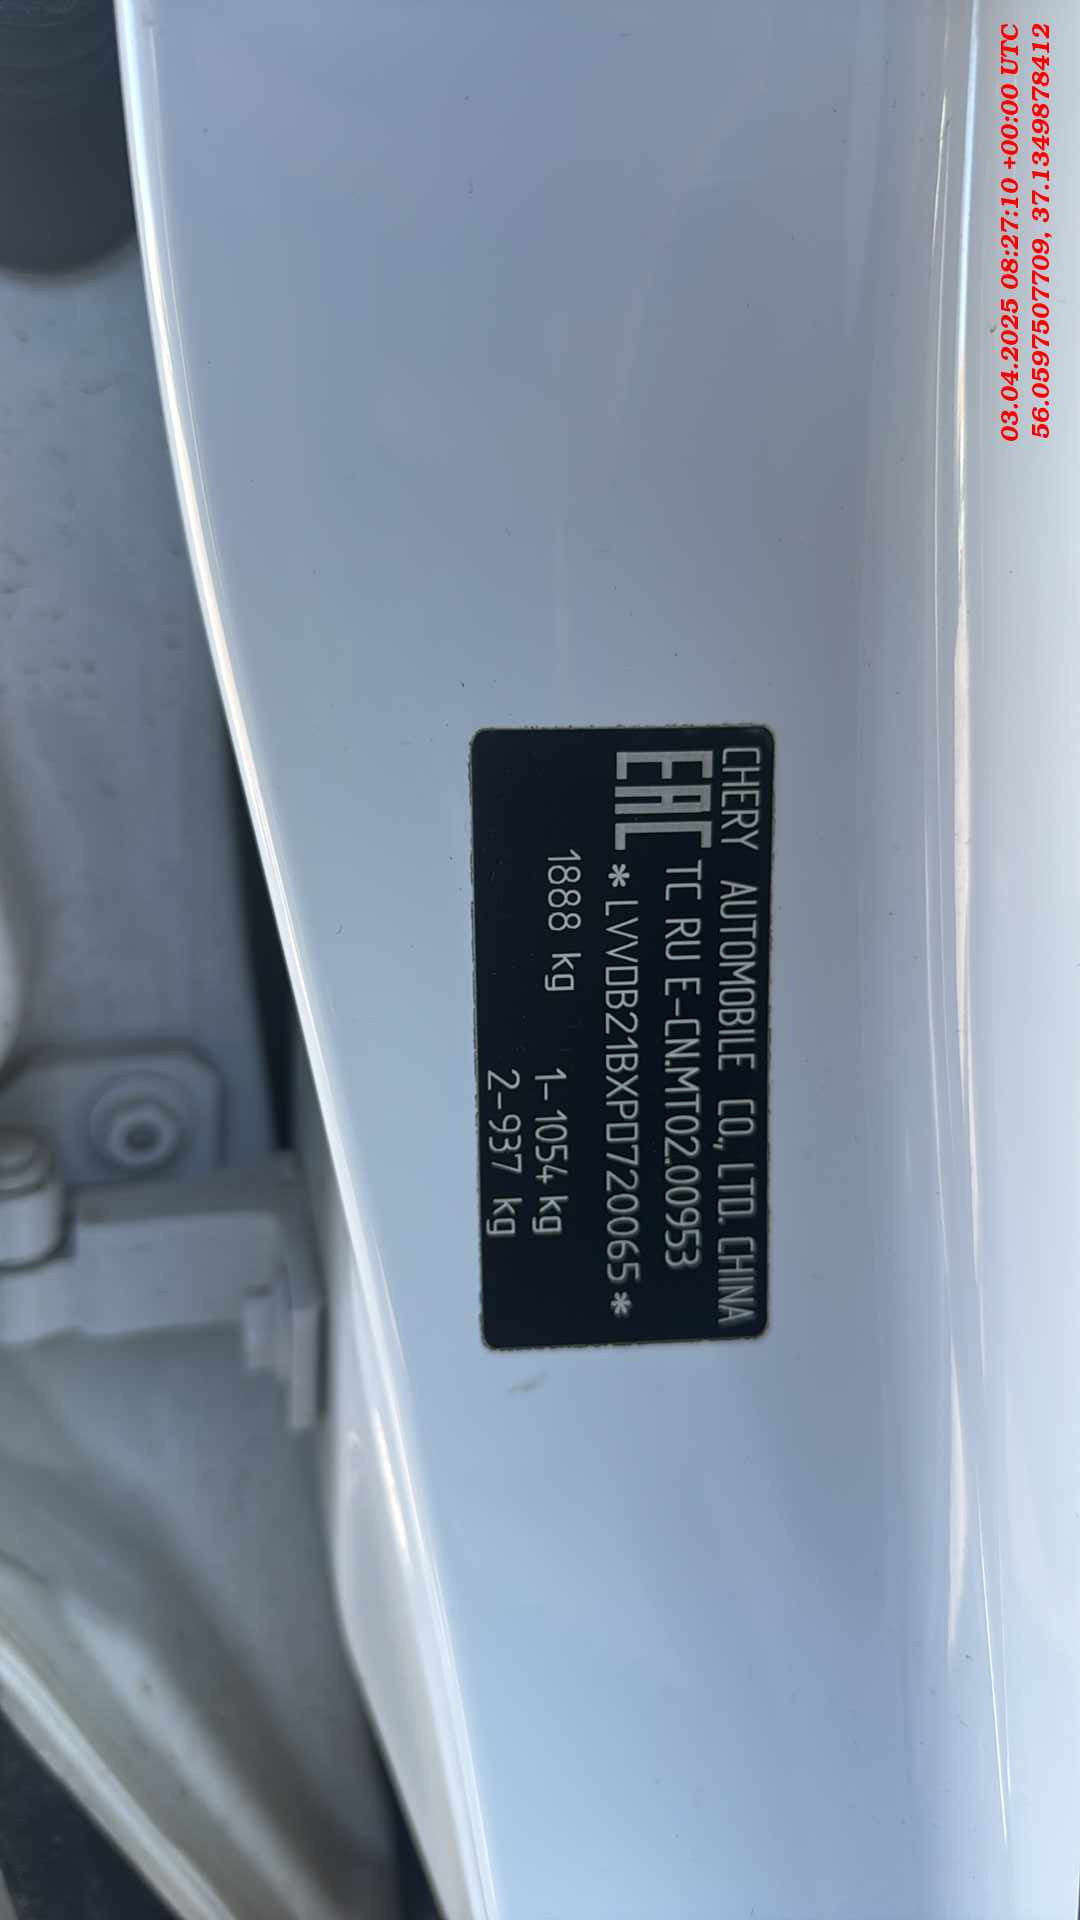 CHERY AUTOMOBILE CO., LTD. CHINA
EAC TC RU E-CN.MT02.00953
*LVVDB21BXPD720065*
1888 kg 1-1054 kg
2-937 kg
03.04.2025 08:27:10 +00:00 UTC
56.05975077709, 37.1349878412